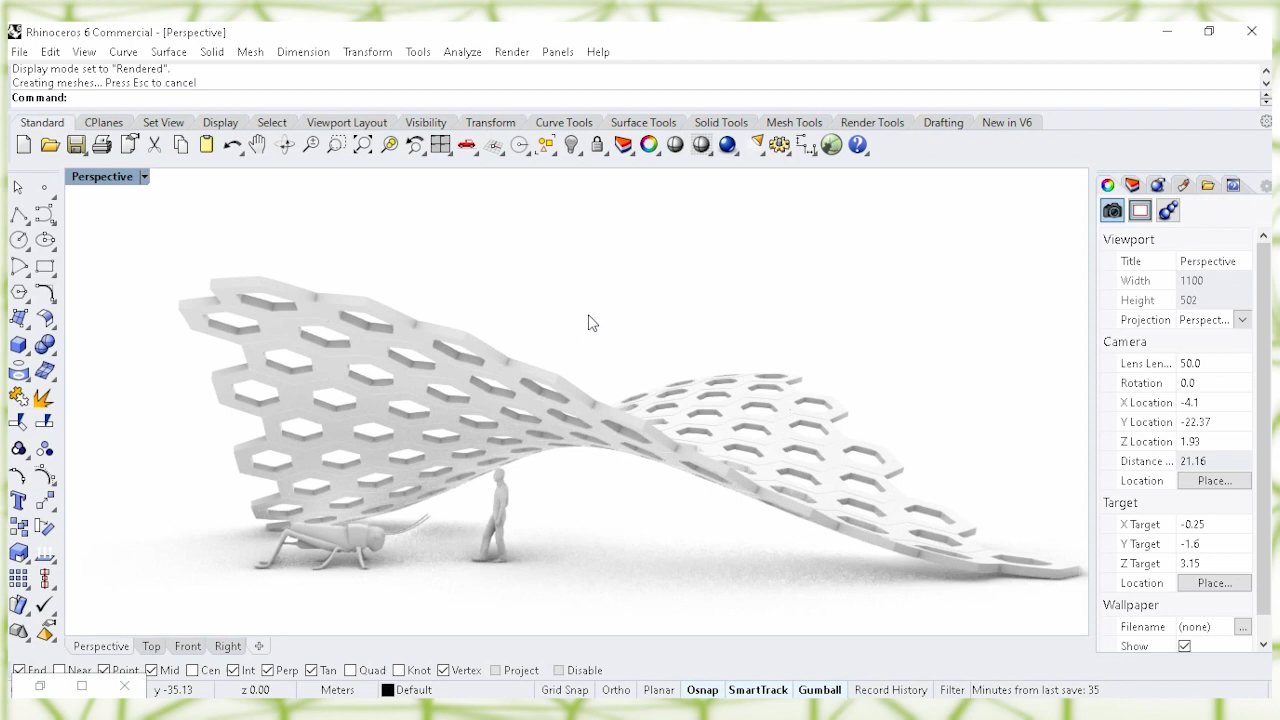 Rhinoceros 6 Commercial - [Perspective]
File Edit View Curve Surface Solid Mesh Dimension Transform Tools Analyze Render Panels Help
Display mode set to "Rendered".
Creating meshes... Press Esc to cancel
Command:
Standard CPlanes Set View Display Select Viewport Layout Visibility Transform Curve Tools Surface Tools Solid Tools Mesh Tools Render Tools Drafting New in V6
Perspective
Viewport
Title Perspective
Width 1100
Height 502
Projection Perspect...
Camera
Lens Len... 50.0
Rotation 0.0
X Location -4.1
Y Location -22.37
Z Location 1.93
Distance ... 21.16
Location Place...
Target
X Target -0.25
Y Target -1.6
Z Target 3.15
Location Place...
Wallpaper
Filename (none) ...
Show
Perspective Top Front Right
End Near Point Mid Cen Int Perp Tan Quad Knot Vertex Project Disable
y -35.13 z 0.00 Meters Default Grid Snap Ortho Planar Osnap SmartTrack Gumball Record History Filter Minutes from last save: 35